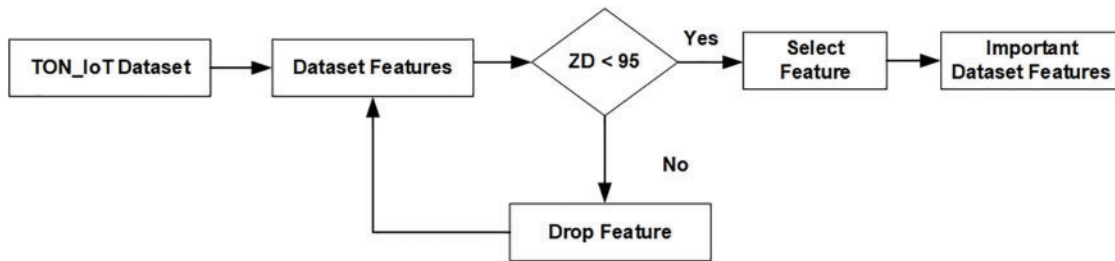 TON_IoT Dataset
Dataset Features
ZD < 95
Yes
Select
Feature
Important
Dataset Features
No
Drop Feature